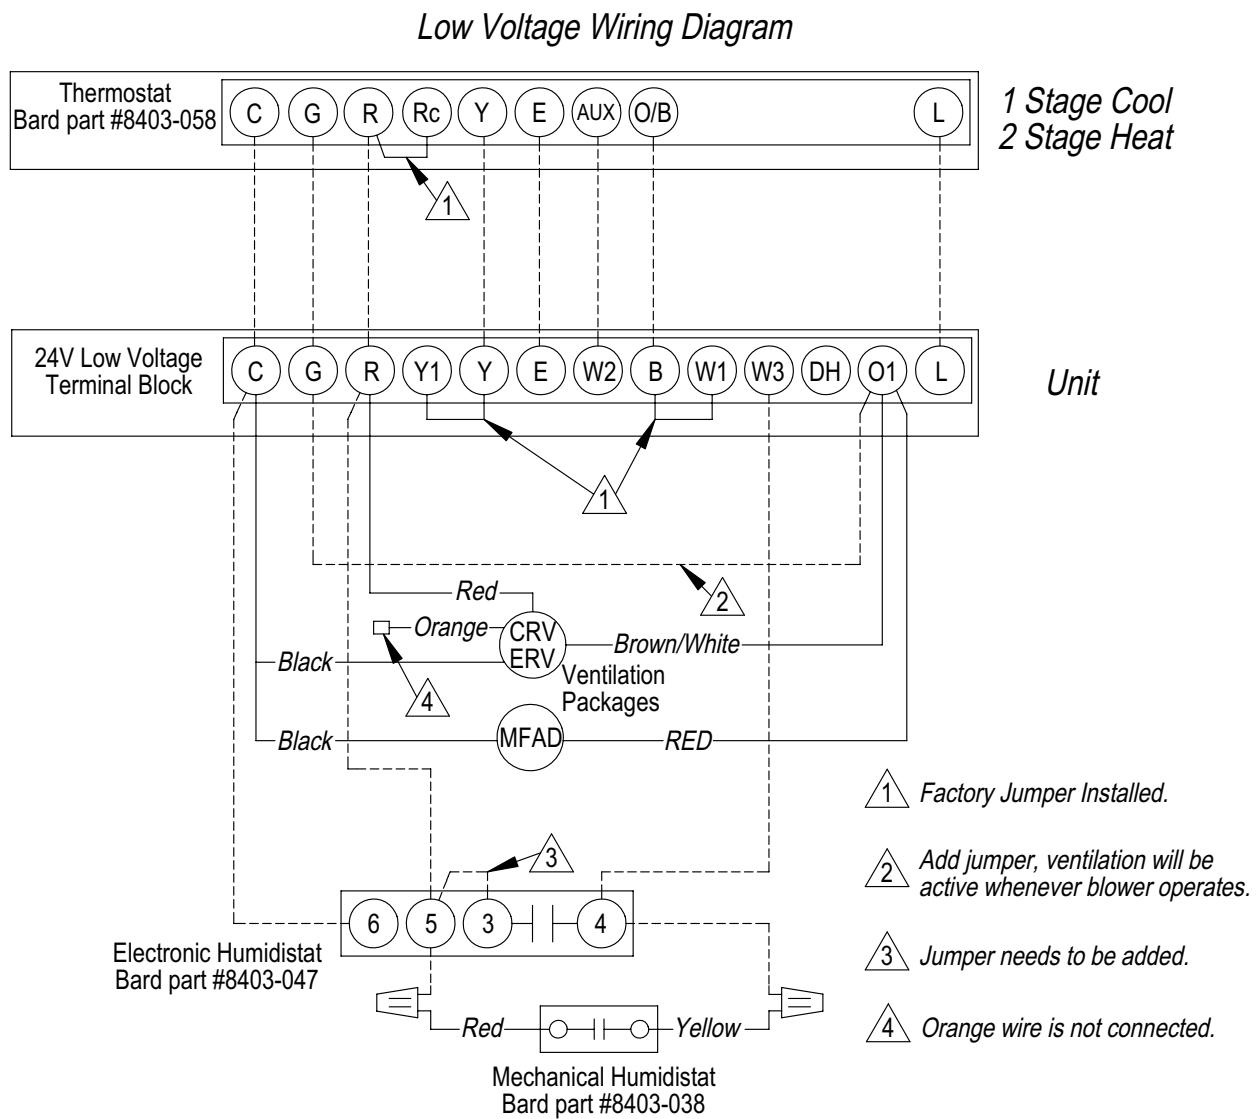 Low Voltage Wiring Diagram
Thermostat
Bard part #8403-058
C G R Rc Y E AUX O/B L
1 Stage Cool
2 Stage Heat
1
24V Low Voltage
Terminal Block
C G R Y1 Y E W2 B W1 W3 DH O1 L
Unit
1
2
Red
Orange
CRV
ERV
Brown/White
Black
Ventilation
Packages
4
Black
MFAD
RED
1 Factory Jumper Installed.
3
2 Add jumper, ventilation will be
active whenever blower operates.
6 5 3 4
Electronic Humidistat
Bard part #8403-047
3 Jumper needs to be added.
Red
Yellow
4 Orange wire is not connected.
Mechanical Humidistat
Bard part #8403-038